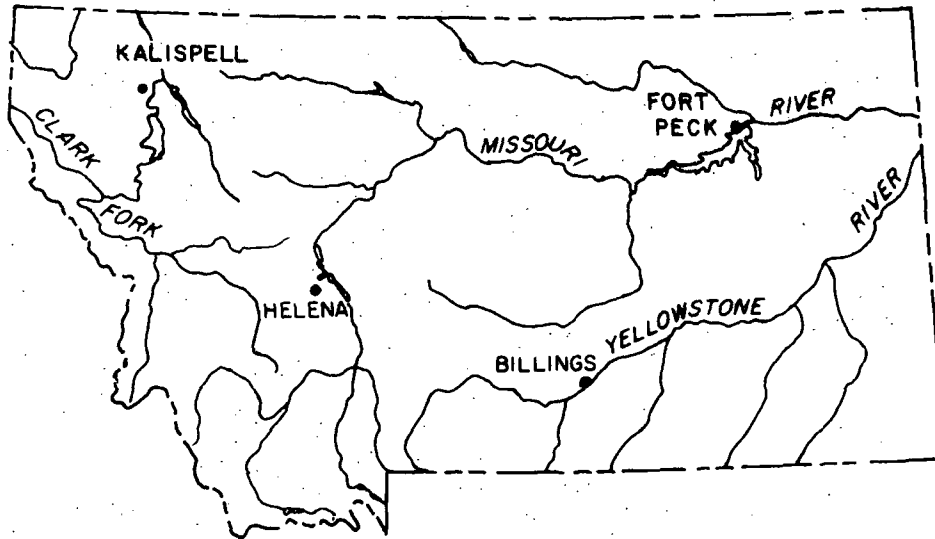 KALISPELL
CLARK
FORK
HELENA
MISSOURI
RIVER
FORT
PECK
BILLINGS
YELLOWSTONE
RIVER